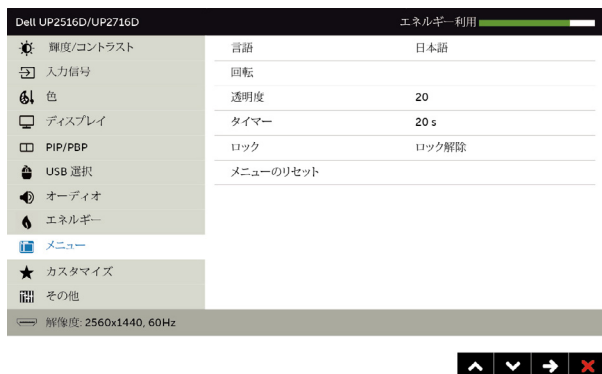 Dell UP2516D/UP2716D エネルギー利用
輝度/コントラスト 言語 日本語
入力信号 回転
色 透明度 20
ディスプレイ タイマー 20 s
PIP/PBP ロック ロック解除
USB 選択 メニューのリセット
オーディオ
エネルギー
メニュー
カスタマイズ
その他
解像度: 2560x1440, 60Hz